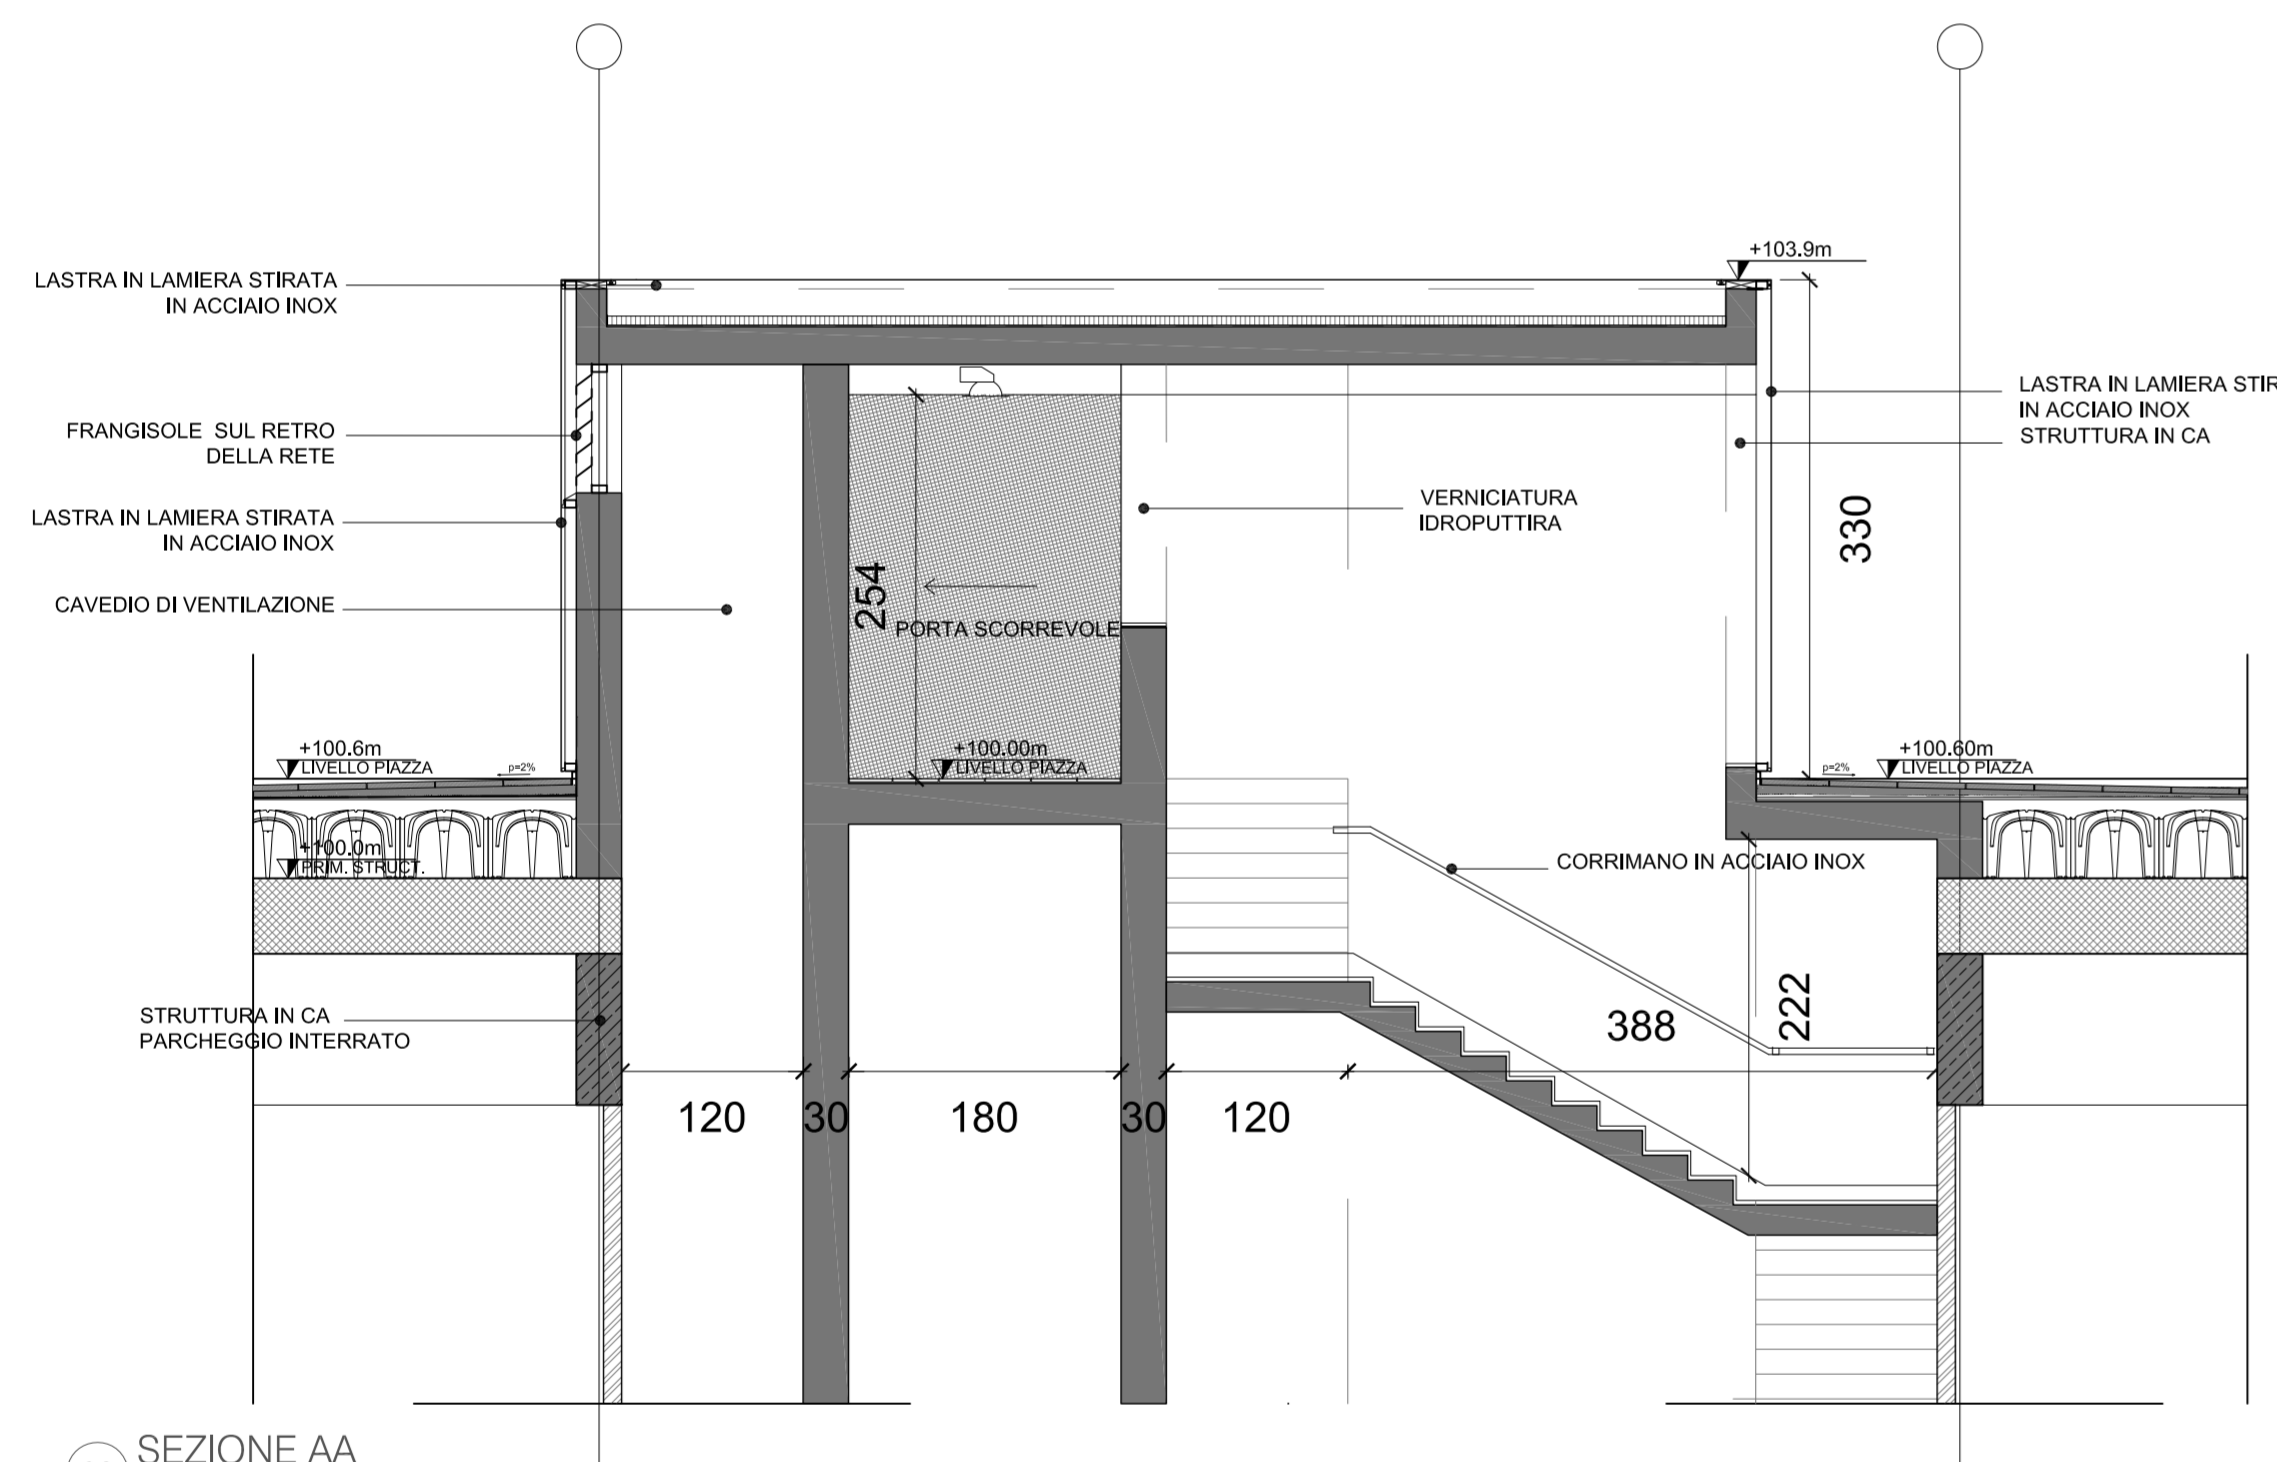 +103.9m
LASTRA IN LAMIERA STIRATA
IN ACCIAIO INOX
FRANGISOLE SUL RETRO
DELLA RETE
LASTRA IN LAMIERA STIRATA
IN ACCIAIO INOX
CAVEDIO DI VENTILAZIONE
LASTRA IN LAMIERA STIR
IN ACCIAIO INOX
STRUTTURA IN CA
VERNICIATURA
IDROPUTTIRA
330
254
PORTA SCORREVOLE
+100.6m
LIVELLO PIAZZA
p=2%
+100.00m
LIVELLO PIAZZA
+100.60m
p=2%
LIVELLO PIAZZA
+100.0m
PRIM. STRUCT.
CORRIMANO IN ACCIAIO INOX
STRUTTURA IN CA
PARCHEGGIO INTERRATO
388
222
120
30
180
30
120
SEZIONE AA